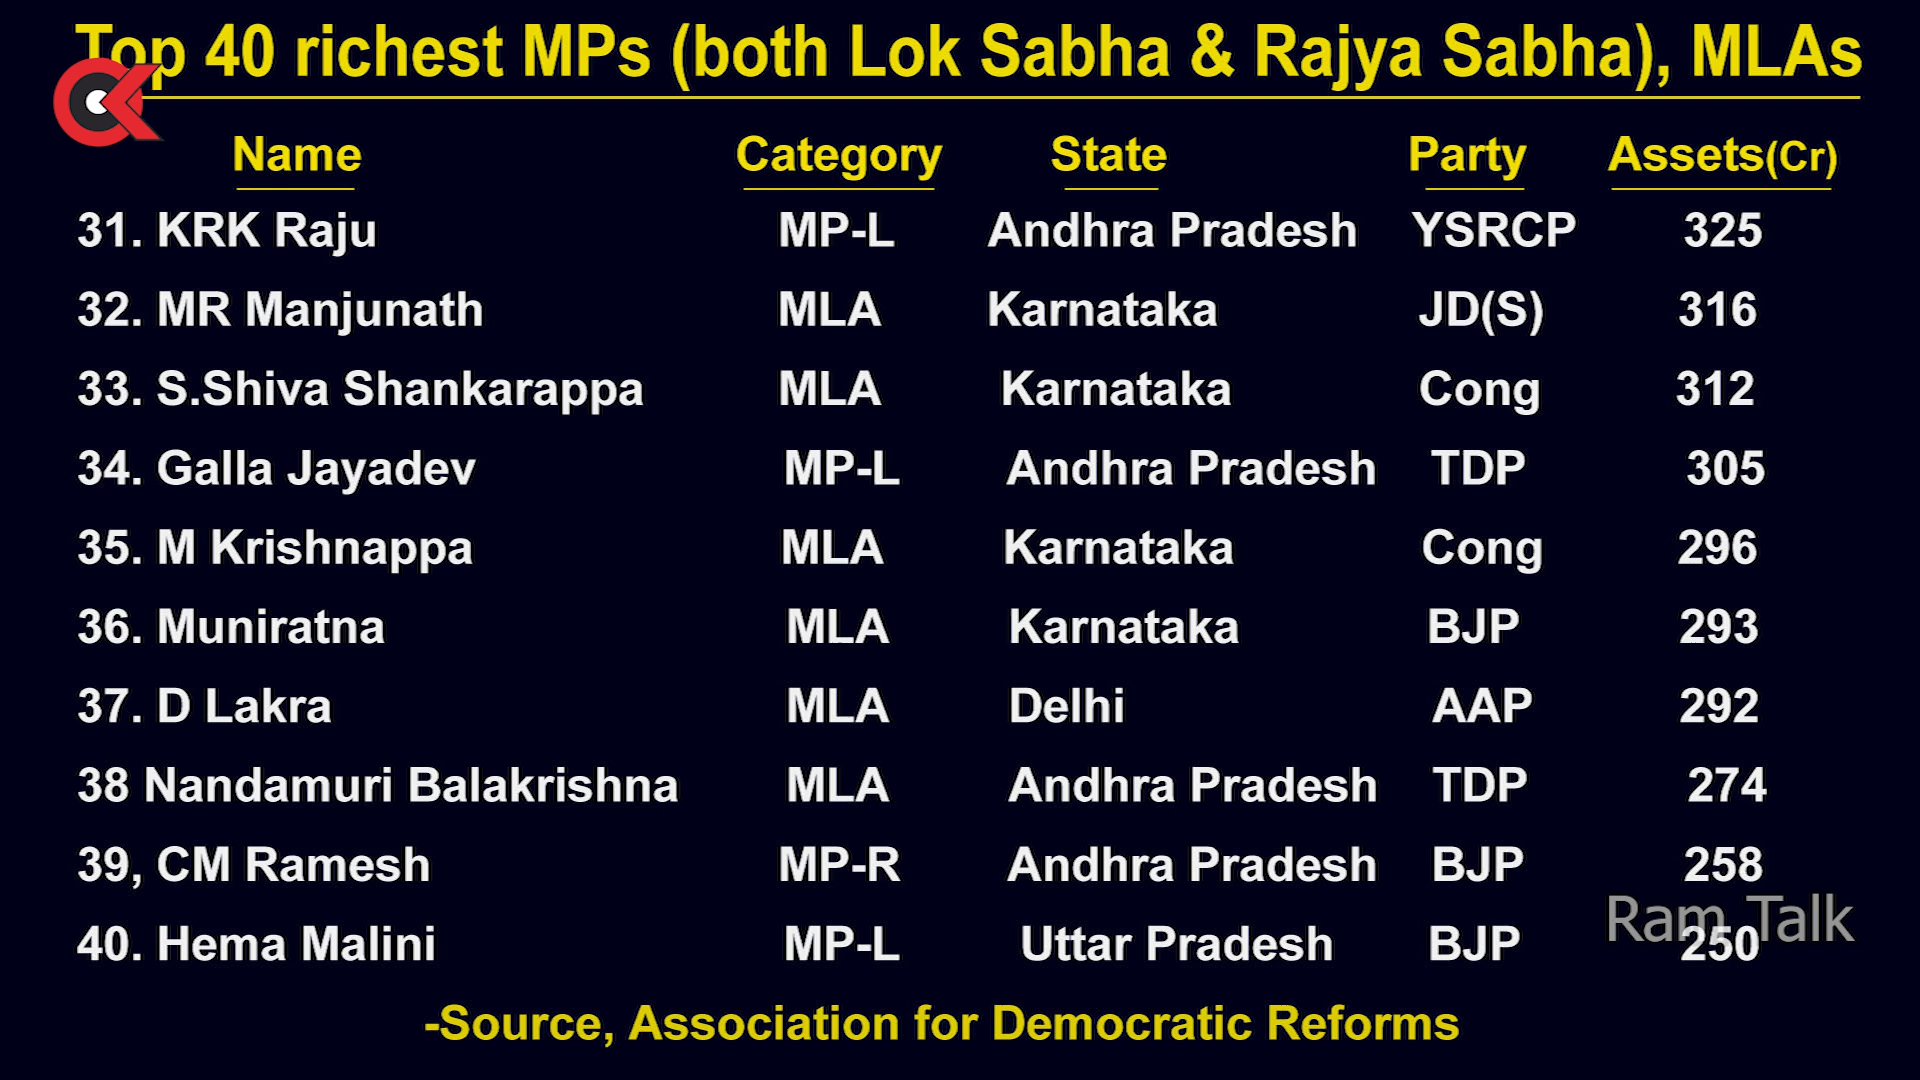 Top 40 richest MPs (both Lok Sabha & Rajya Sabha), MLAs
Name Category State Party Assets(Cr)
31. KRK Raju MP-L Andhra Pradesh YSRCP 325
32. MR Manjunath MLA Karnataka JD(S) 316
33. S.Shiva Shankarappa MLA Karnataka Cong 312
34. Galla Jayadev MP-L Andhra Pradesh TDP 305
35. M Krishnappa MLA Karnataka Cong 296
36. Muniratna MLA Karnataka BJP 293
37. D Lakra MLA Delhi AAP 292
38 Nandamuri Balakrishna MLA Andhra Pradesh TDP 274
39, CM Ramesh MP-R Andhra Pradesh BJP 258
Ram Talk
40. Hema Malini MP-L Uttar Pradesh BJP 250
-Source, Association for Democratic Reforms